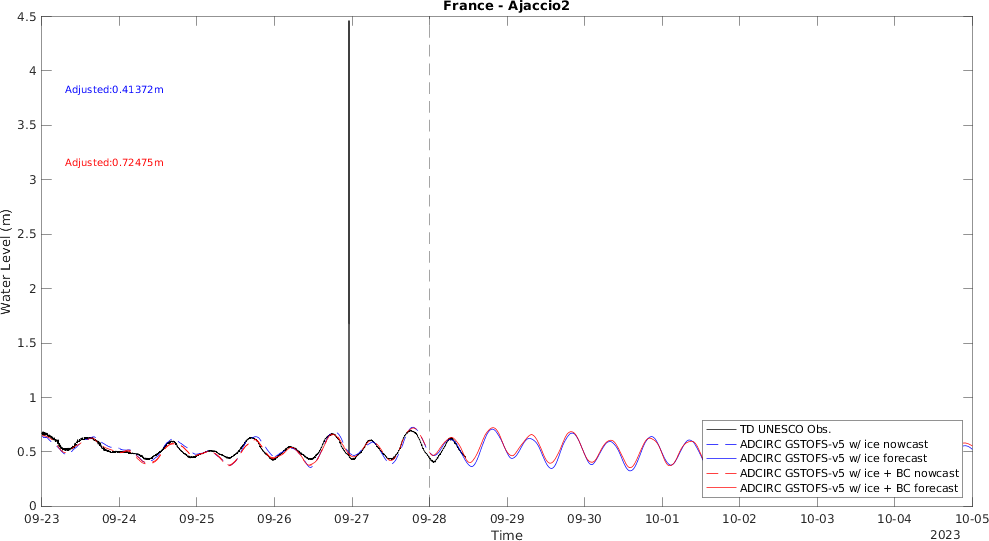 France - Ajaccio2
4.5
4
3.5
3
2.5
2
1.5
1
0.5
0
Water Level (m)
Adjusted:0.41372m
Adjusted:0.72475m
TD UNESCO Obs.
ADCIRC GSTOFS-v5 w/ ice nowcast
ADCIRC GSTOFS-v5 w/ ice forecast
ADCIRC GSTOFS-v5 w/ ice + BC nowcast
ADCIRC GSTOFS-v5 w/ ice + BC forecast
09-23 09-24 09-25 09-26 09-27 09-28 09-29 09-30 10-01 10-02 10-03 10-04 10-05
Time
2023